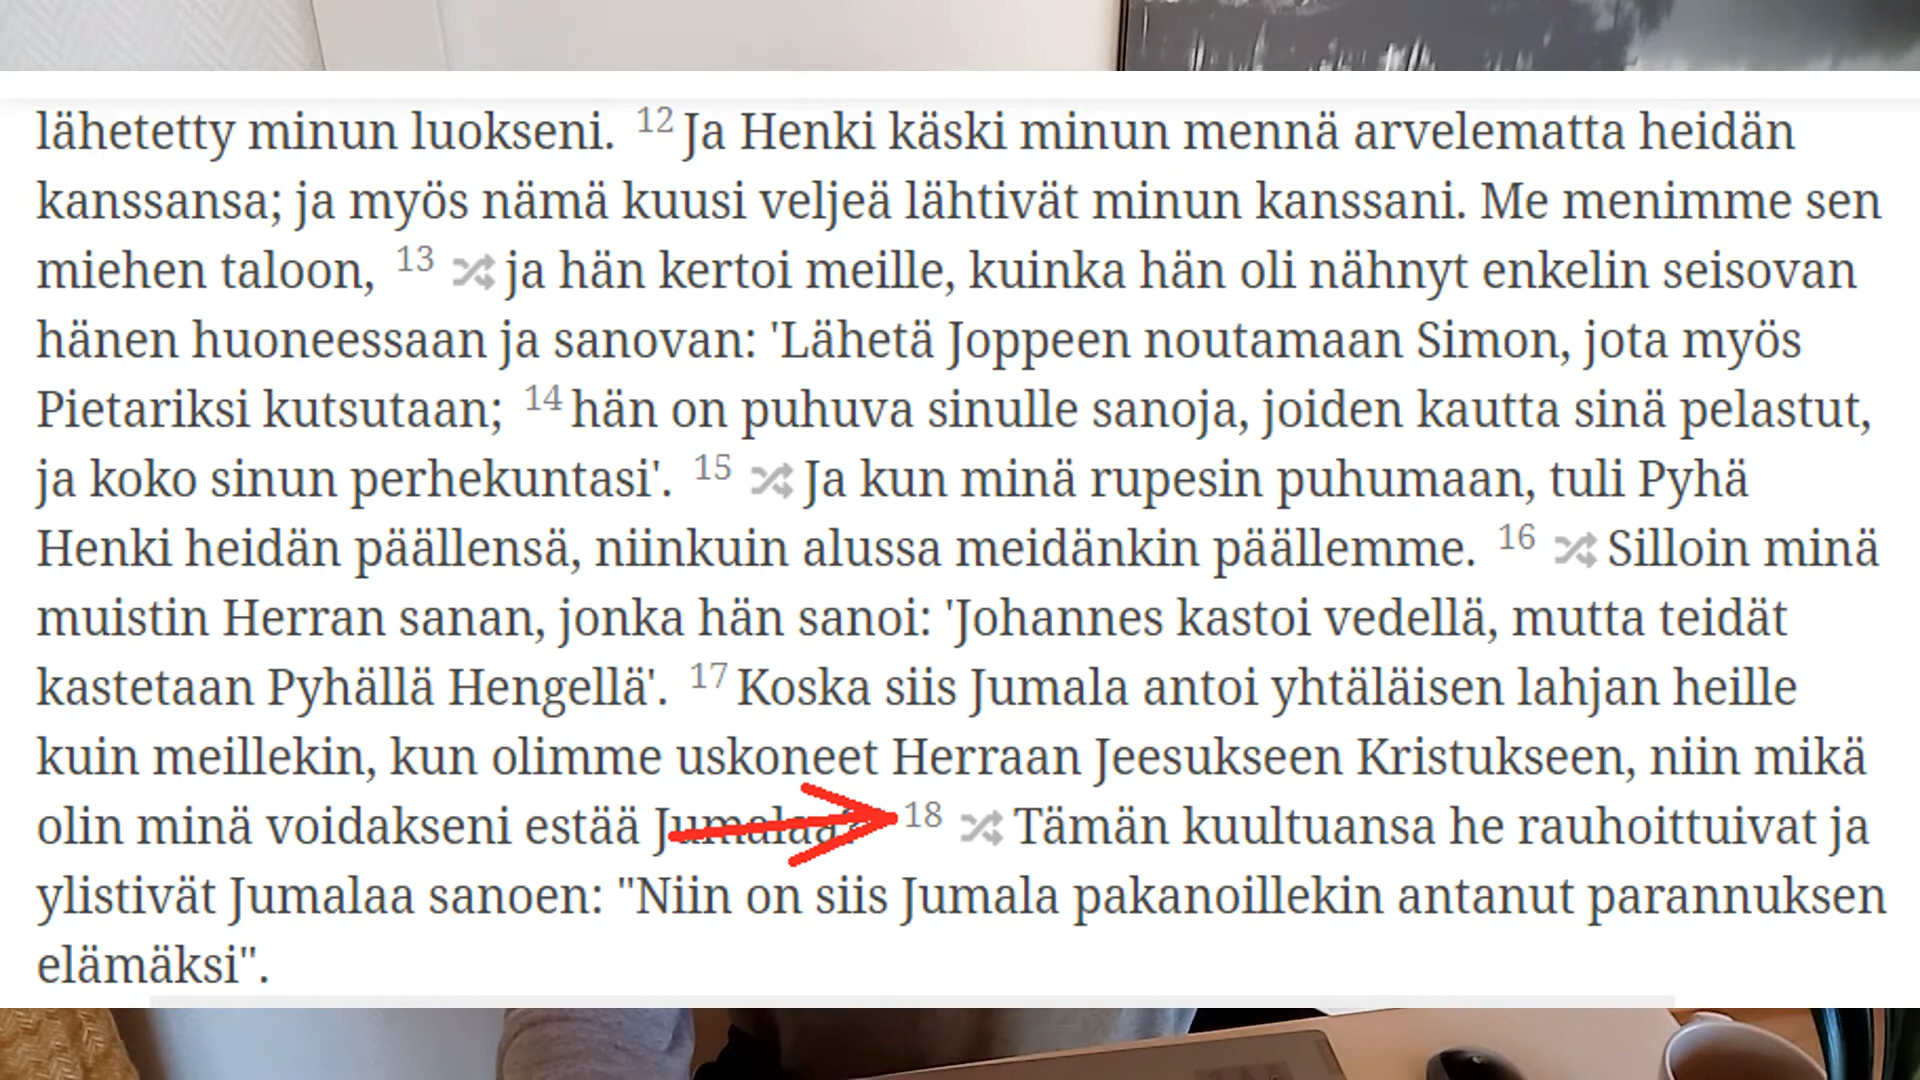 lähetetty minun luokseni. 12 Ja Henki käski minun mennä arvelematta heidän
kanssansa; ja myös nämä kuusi veljeä lähtivät minun kanssani. Me menimme sen
miehen taloon, 13 ja hän kertoi meille, kuinka hän oli nähnyt enkelin seisovan
hänen huoneessaan ja sanovan: 'Lähetä Joppeen noutamaan Simon, jota myös
Pietariksi kutsutaan; 14 hän on puhuva sinulle sanoja, joiden kautta sinä pelastut,
ja koko sinun perhekuntasi'. 15 Ja kun minä rupesin puhumaan, tuli Pyhä
Henki heidän päällensä, niinkuin alussa meidänkin päällemme. 16 Silloin minä
muistin Herran sanan, jonka hän sanoi: 'Johannes kastoi vedellä, mutta teidät
kastetaan Pyhällä Hengellä'. 17 Koska siis Jumala antoi yhtäläisen lahjan heille
kuin meillekin, kun olimme uskoneet Herraan Jeesukseen Kristukseen, niin mikä
olin minä voidakseni estää Jumalaa? 18 Tämän kuultuansa he rauhoittuivat ja
ylistivät Jumalaa sanoen: "Niin on siis Jumala pakanoillekin antanut parannuksen
elämäksi".